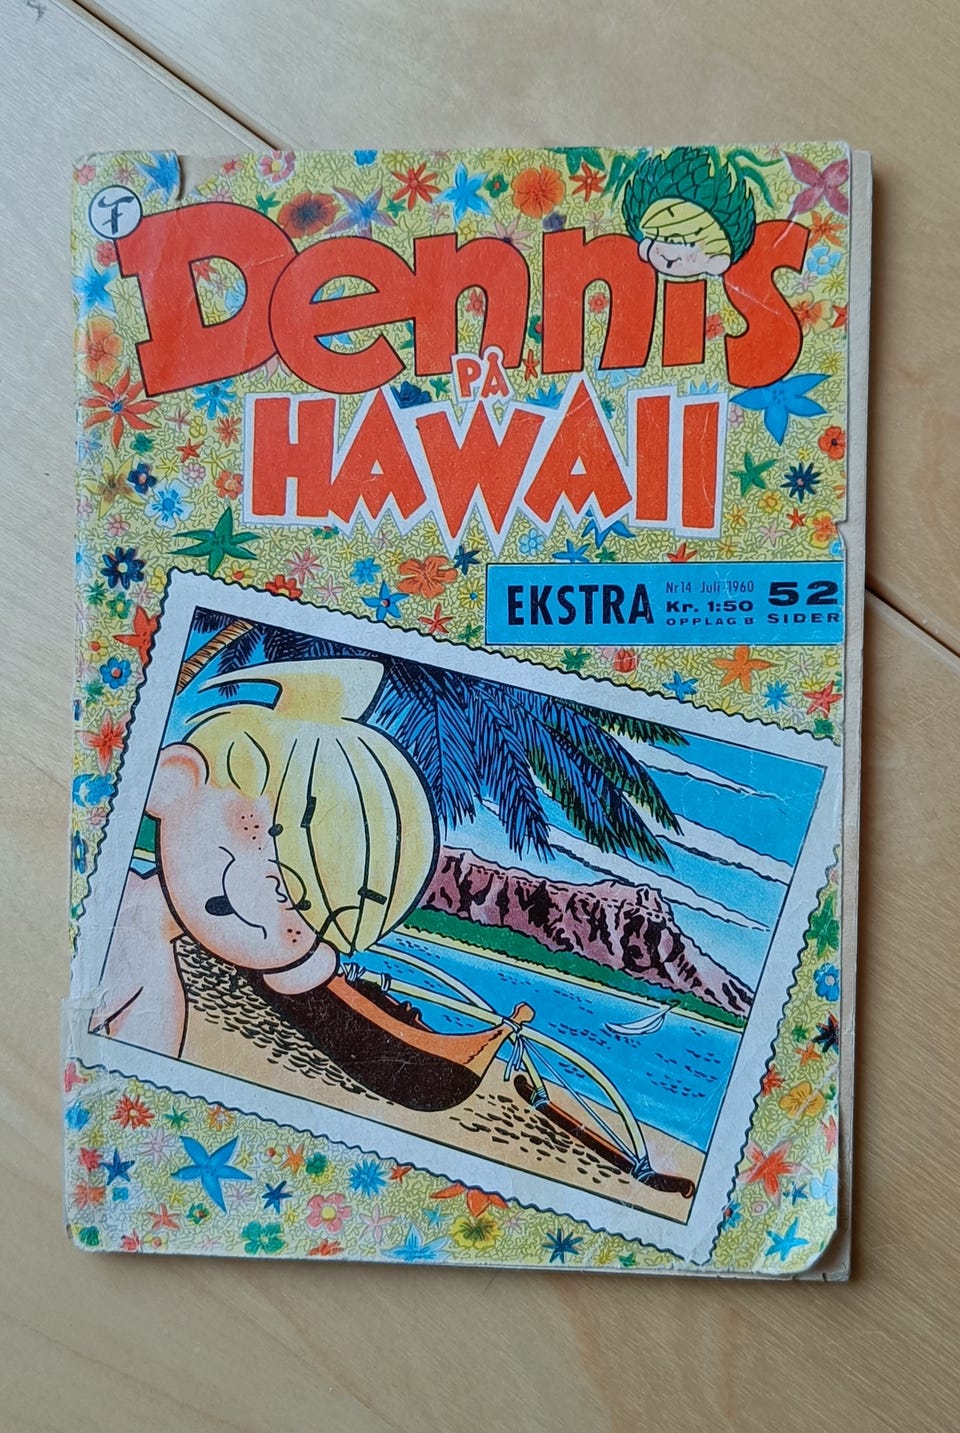 F
Dennis
PÅ
HAWAII
EKSTRA
Nr 14 Juli 1960
Kr. 1:50
OPPLAG B
52
SIDER